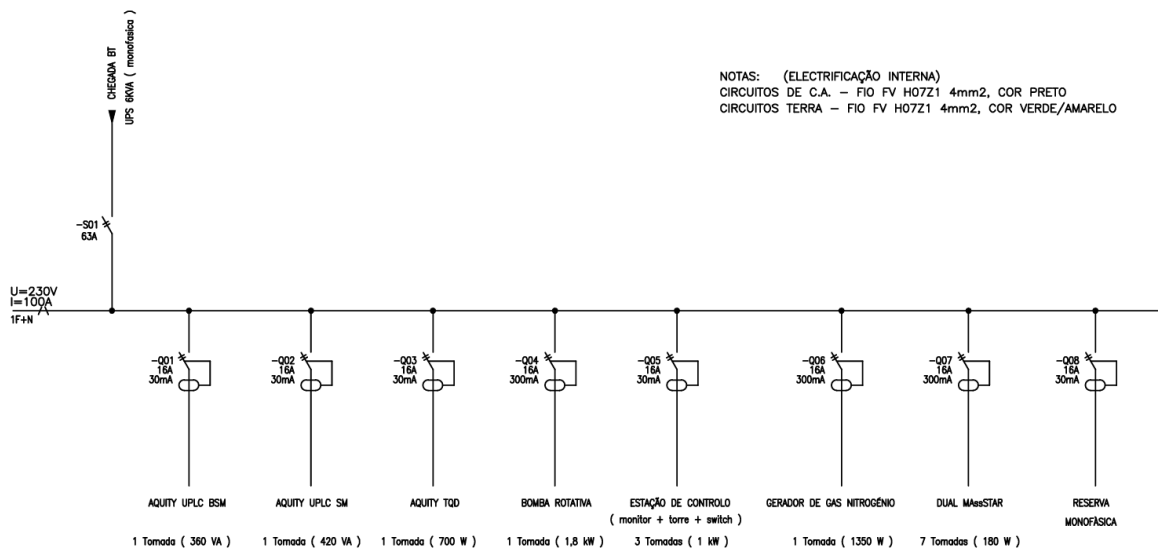 CHEGADA BT
UPS 6KVA ( monofasica )
NOTAS: (ELECTRIFICAÇÃO INTERNA)
CIRCUITOS DE C.A. – FIO FV H07Z1 4mm2, COR PRETO
CIRCUITOS TERRA – FIO FV H07Z1 4mm2, COR VERDE/AMARELO
-S01
63A
U=230V
I=100A
1F+N
-Q01
16A
30mA
-Q02
16A
30mA
-Q03
16A
30mA
-Q04
16A
300mA
-Q05
16A
30mA
-Q06
16A
300mA
-Q07
16A
300mA
-Q08
16A
30mA
AQUITY UPLC BSM
1 Tomada ( 360 VA )
AQUITY UPLC SM
1 Tomada ( 420 VA )
AQUITY TQD
1 Tomada ( 700 W )
BOMBA ROTATIVA
1 Tomada ( 1,8 kW )
ESTAÇÃO DE CONTROLO
( monitor + torre + switch )
3 Tomadas ( 1 kW )
GERADOR DE GAS NITROGÉNIO
1 Tomada ( 1350 W )
DUAL MAssSTAR
7 Tomadas ( 180 W )
RESERVA
MONOFÀSICA